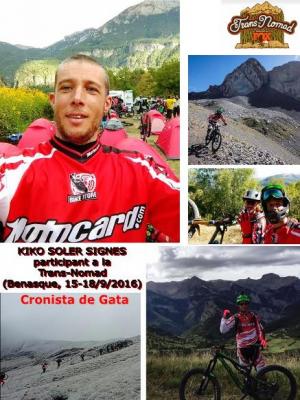 Trans Nomad
BIKE STORE
motocard.com
KIKO SOLER SIGNES
participant a la
Trans-Nomad
(Benasque, 15-18/9/2016)
Cronista de Gata